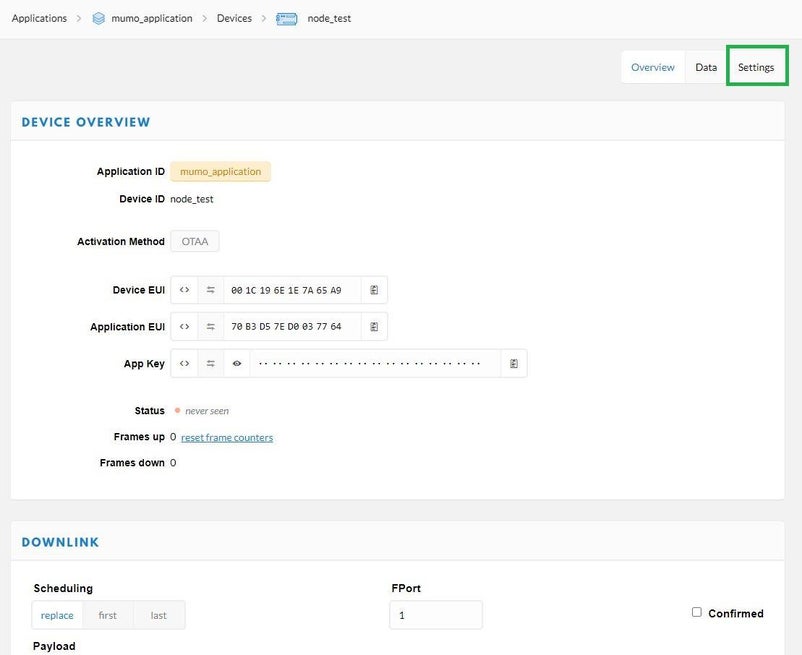 Applications > mumo_application > Devices > node_test
Overview Data Settings
DEVICE OVERVIEW
Application ID mumo_application
Device ID node_test
Activation Method OTAA
Device EUI <> 00 1C 19 6E 1E 7A 65 A9
Application EUI <> 70 B3 D5 7E D0 03 77 64
App Key <> ·· ·· ·· ·· ·· ·· ·· ·· ·· ·· ·· ·· ·· ·· ·· ··
Status never seen
Frames up 0 reset frame counters
Frames down 0
DOWNLINK
Scheduling FPort
replace first last 1 Confirmed
Payload